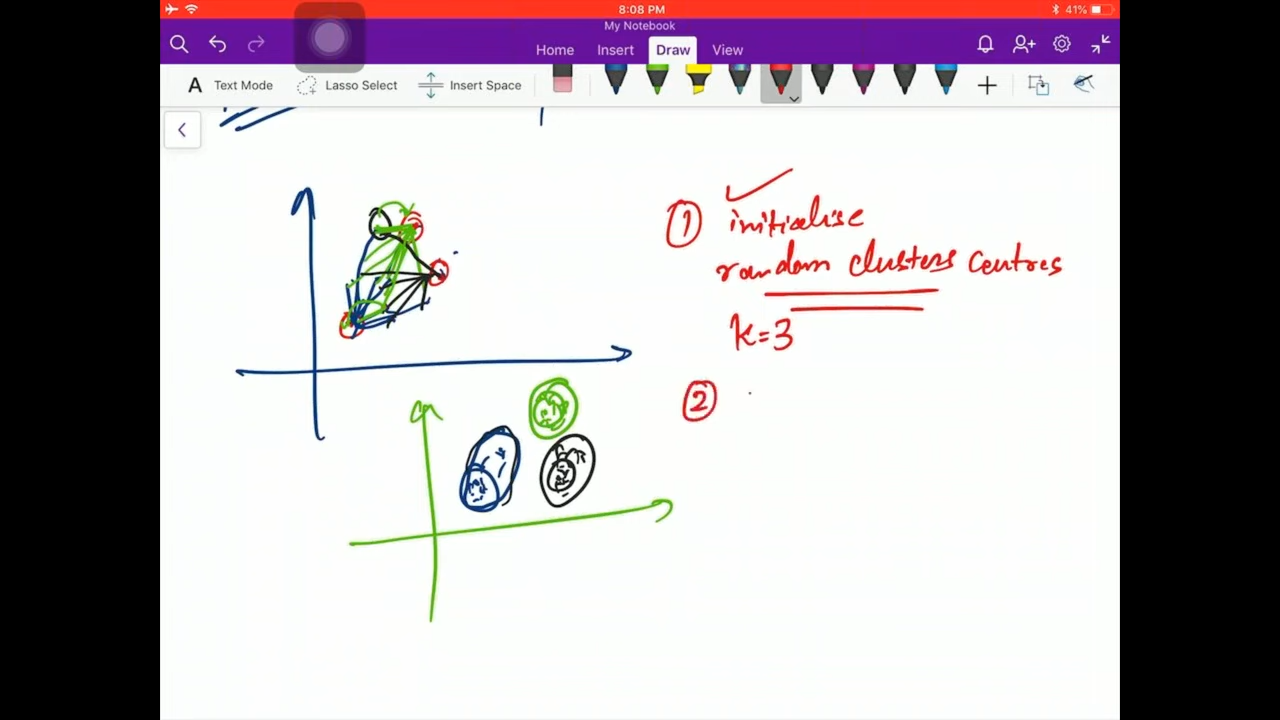 8:08 PM
41%
My Notebook
Home Insert Draw View
A Text Mode Lasso Select Insert Space
① initialise
random clusters centres
K=3
②